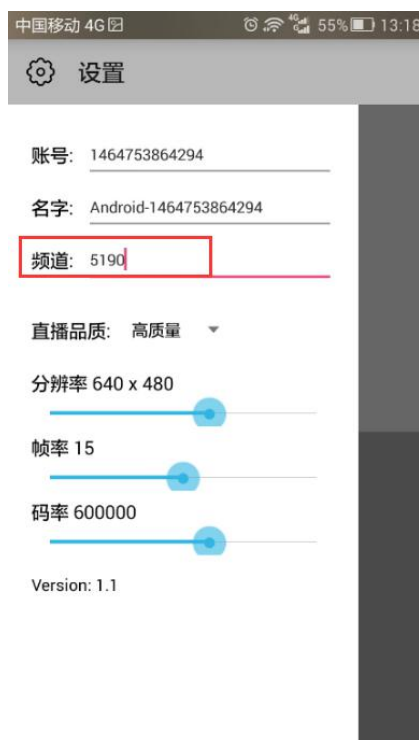 中国移动 4G 4G 55% 13:18
设置
账号: 1464753864294
名字: Android-1464753864294
频道: 5190
直播品质: 高质量
分辨率 640 x 480
帧率 15
码率 600000
Version: 1.1